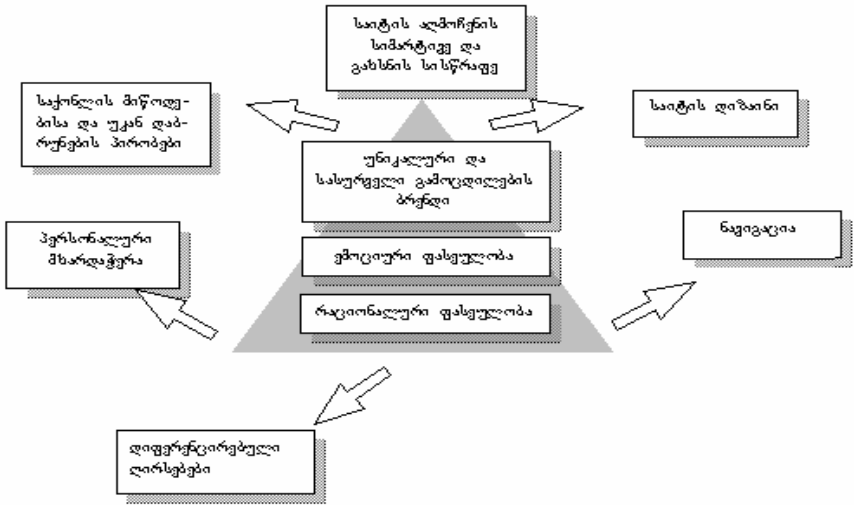 საიტის აღმოჩენის
სიმარტივე და
გახსნის სისწრაფე
საქონლის მიწოდე-
ბისა და უკან დაბ-
რუნების პირობები
საიტის დიზაინი
უნიკალური და
სასურველი გამოცდილების
ბრენდი
პერსონალური
მხარდაჭერა
ნავიგაცია
ემოციური ფასეულობა
რაციონალური ფასეულობა
დიფერენცირებული
ღირსებები